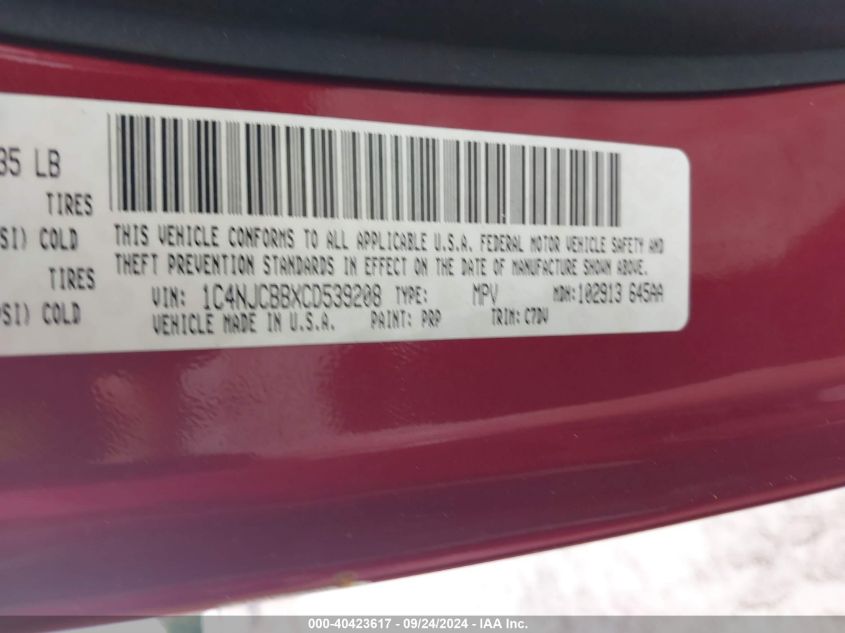 35 LB
TIRES
SI) COLD
TIRES
PSI) COLD
THIS VEHICLE CONFORMS TO ALL APPLICABLE U.S.A. FEDERAL MOTOR VEHICLE SAFETY AND
THEFT PREVENTION STANDARDS IN EFFECT ON THE DATE OF MANUFACTURE SHOWN ABOVE.
VIN: 1C4NJCBBXCD539208 TYPE: MPV MDH: 102913 645AA
VEHICLE MADE IN U.S.A. PAINT: PRP TRIM: C7DV
000-40423617 - 09/24/2024 - IAA Inc.